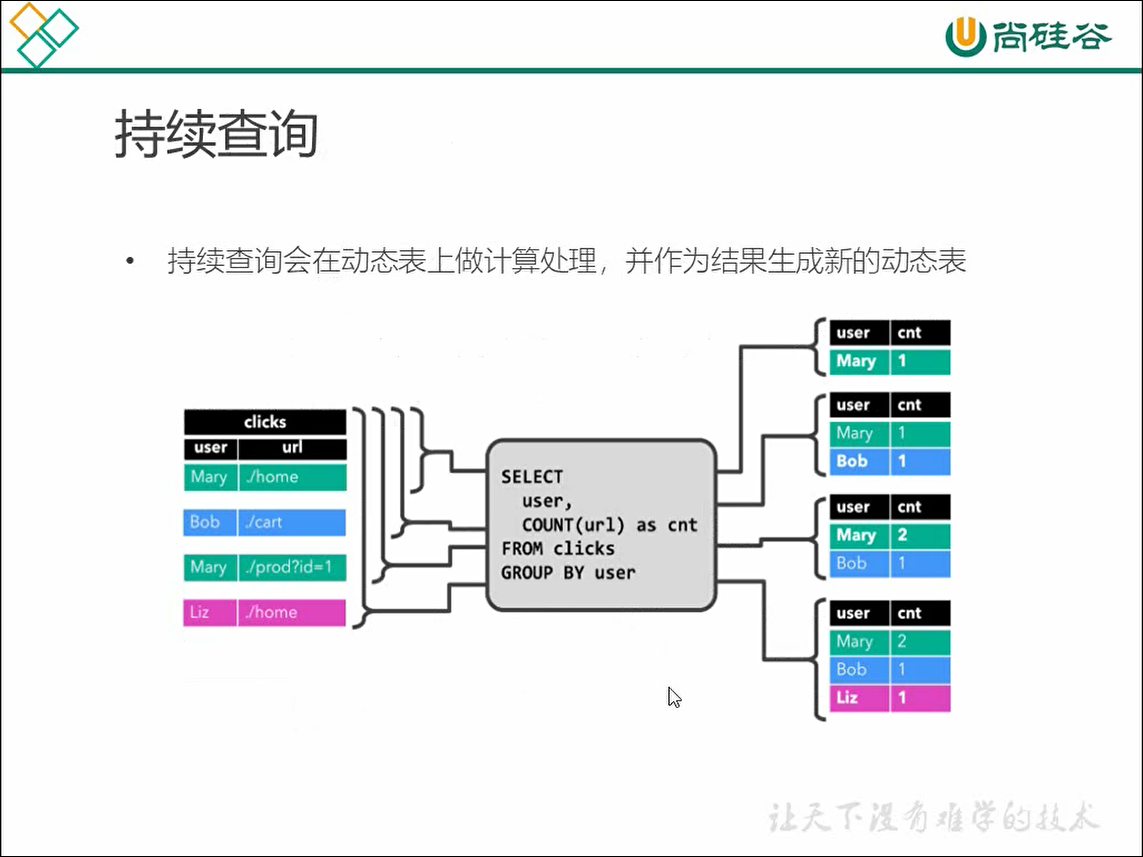 尚硅谷
持续查询
• 持续查询会在动态表上做计算处理，并作为结果生成新的动态表
clicks
user url
Mary ./home
Bob ./cart
Mary ./prod?id=1
Liz ./home
SELECT
user,
COUNT(url) as cnt
FROM clicks
GROUP BY user
user cnt
Mary 1
user cnt
Mary 1
Bob 1
user cnt
Mary 2
Bob 1
user cnt
Mary 2
Bob 1
Liz 1
让天下没有难学的技术